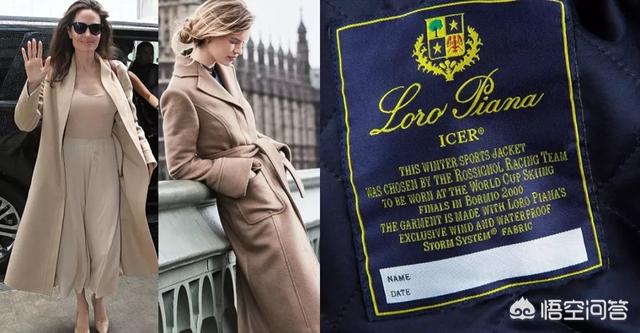 Loro Piana
ICER®
THIS WINTER SPORTS JACKET
WAS CHOSED BY THE ROSSIGNOL RACING TEAM
TO BE WORN AT THE WORLD CUP SKIING
FINALS IN BORMIO 2000
THE GARMENT IS MADE WITH LORO PIANA'S
EXCLUSIVE WIND AND WATERPROOF
STORM SYSTEM® FABRIC
NAME
DATE
悟空问答